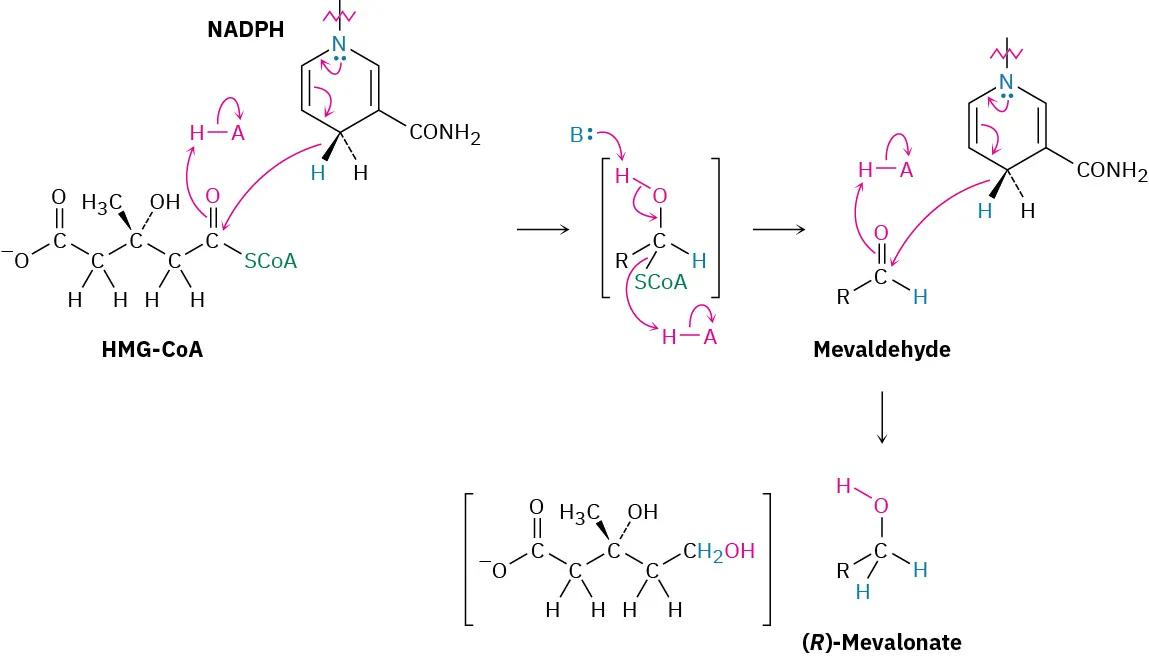 NADPH
N
H—A
CONH₂
H H
O H₃C OH O
⁻O C C C C C SCoA
H H H H
HMG-CoA
B:
H
O
C
R H
SCoA
H—A
N
H—A
CONH₂
H H
O
C
R H
Mevaldehyde
O H₃C OH
⁻O C C C C CH₂OH
H H H H
H
O
C
R H
H
(R)-Mevalonate